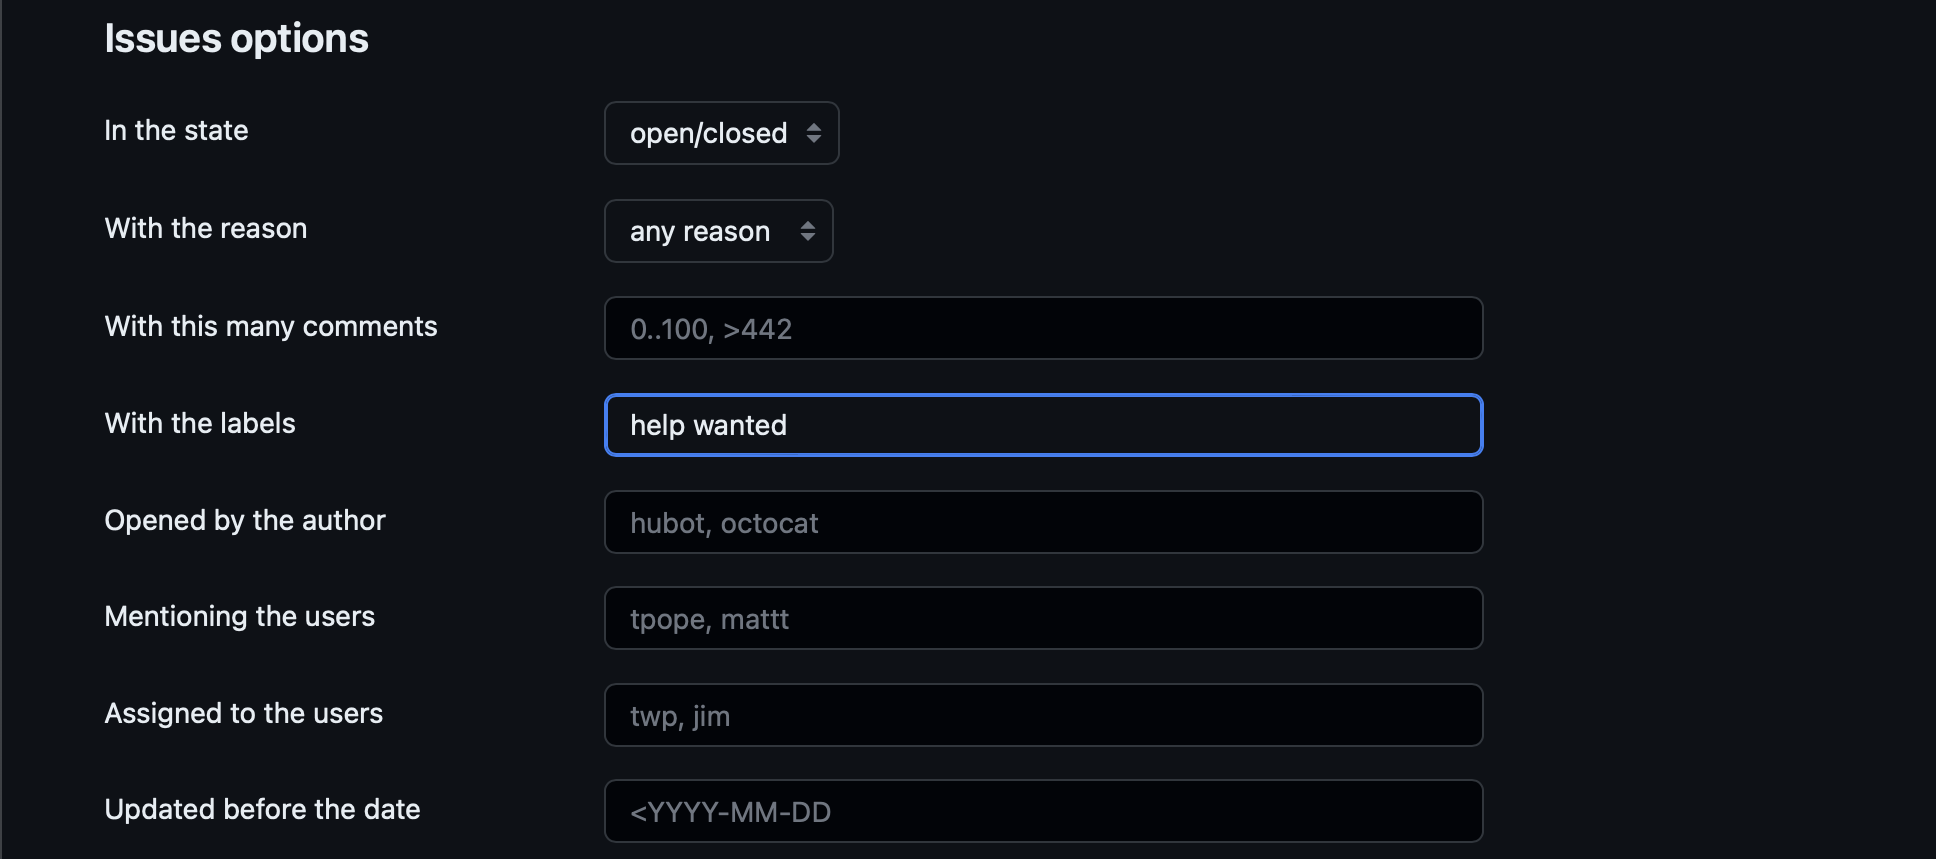 Issues options
In the state
open/closed
With the reason
any reason
With this many comments
0..100, >442
With the labels
help wanted
Opened by the author
hubot, octocat
Mentioning the users
tpope, mattt
Assigned to the users
twp, jim
Updated before the date
<YYYY-MM-DD